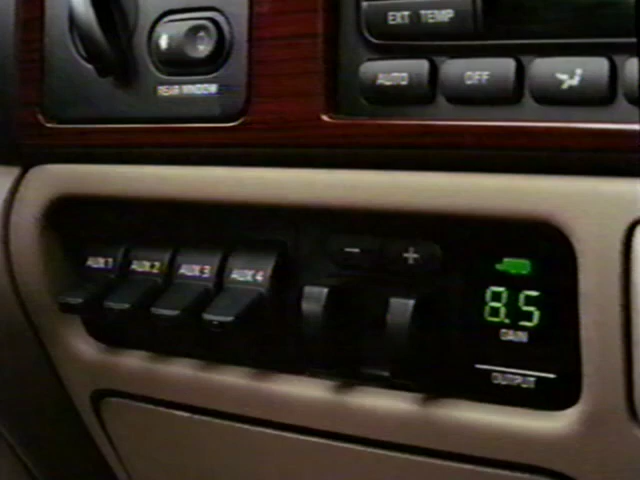 EXT TEMP
AUTO OFF
REAR WINDOW
AUX 1 AUX 2 AUX 3 AUX 4 - +
8.5
GAIN
OUTPUT